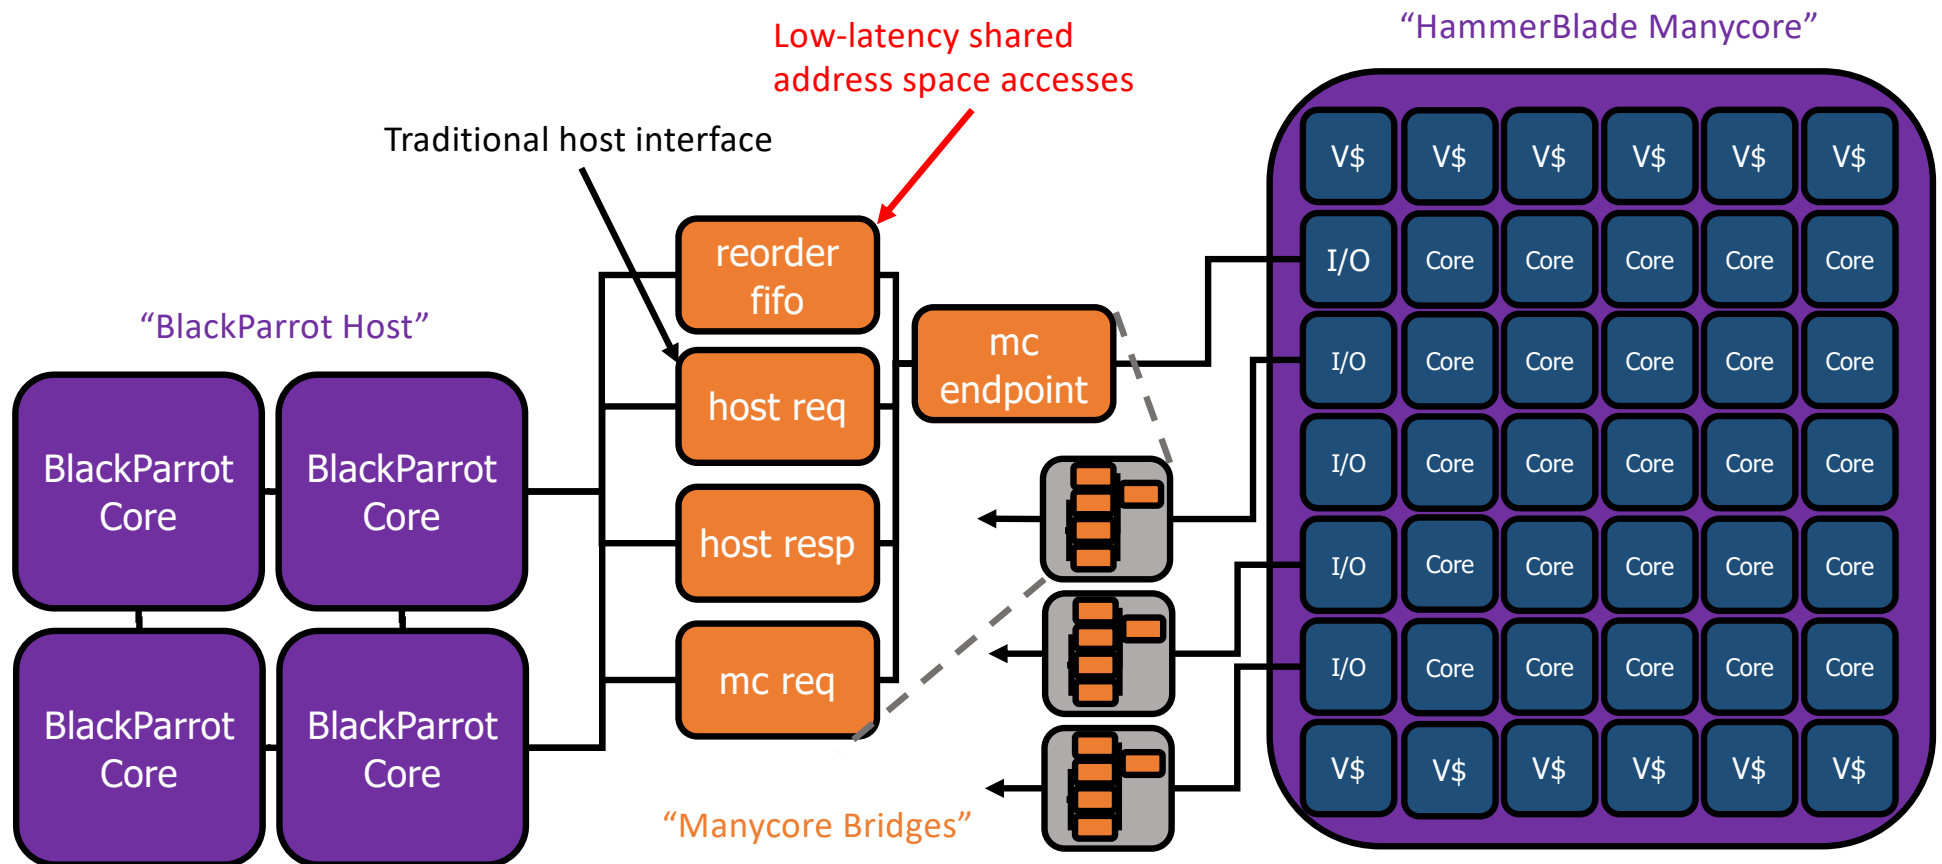 Low-latency shared
address space accesses
“HammerBlade Manycore”
Traditional host interface
“BlackParrot Host”
BlackParrot
Core
BlackParrot
Core
BlackParrot
Core
BlackParrot
Core
reorder
fifo
host req
host resp
mc req
mc
endpoint
“Manycore Bridges”
V$ V$ V$ V$ V$ V$
I/O Core Core Core Core Core
I/O Core Core Core Core Core
I/O Core Core Core Core Core
I/O Core Core Core Core Core
I/O Core Core Core Core Core
V$ V$ V$ V$ V$ V$